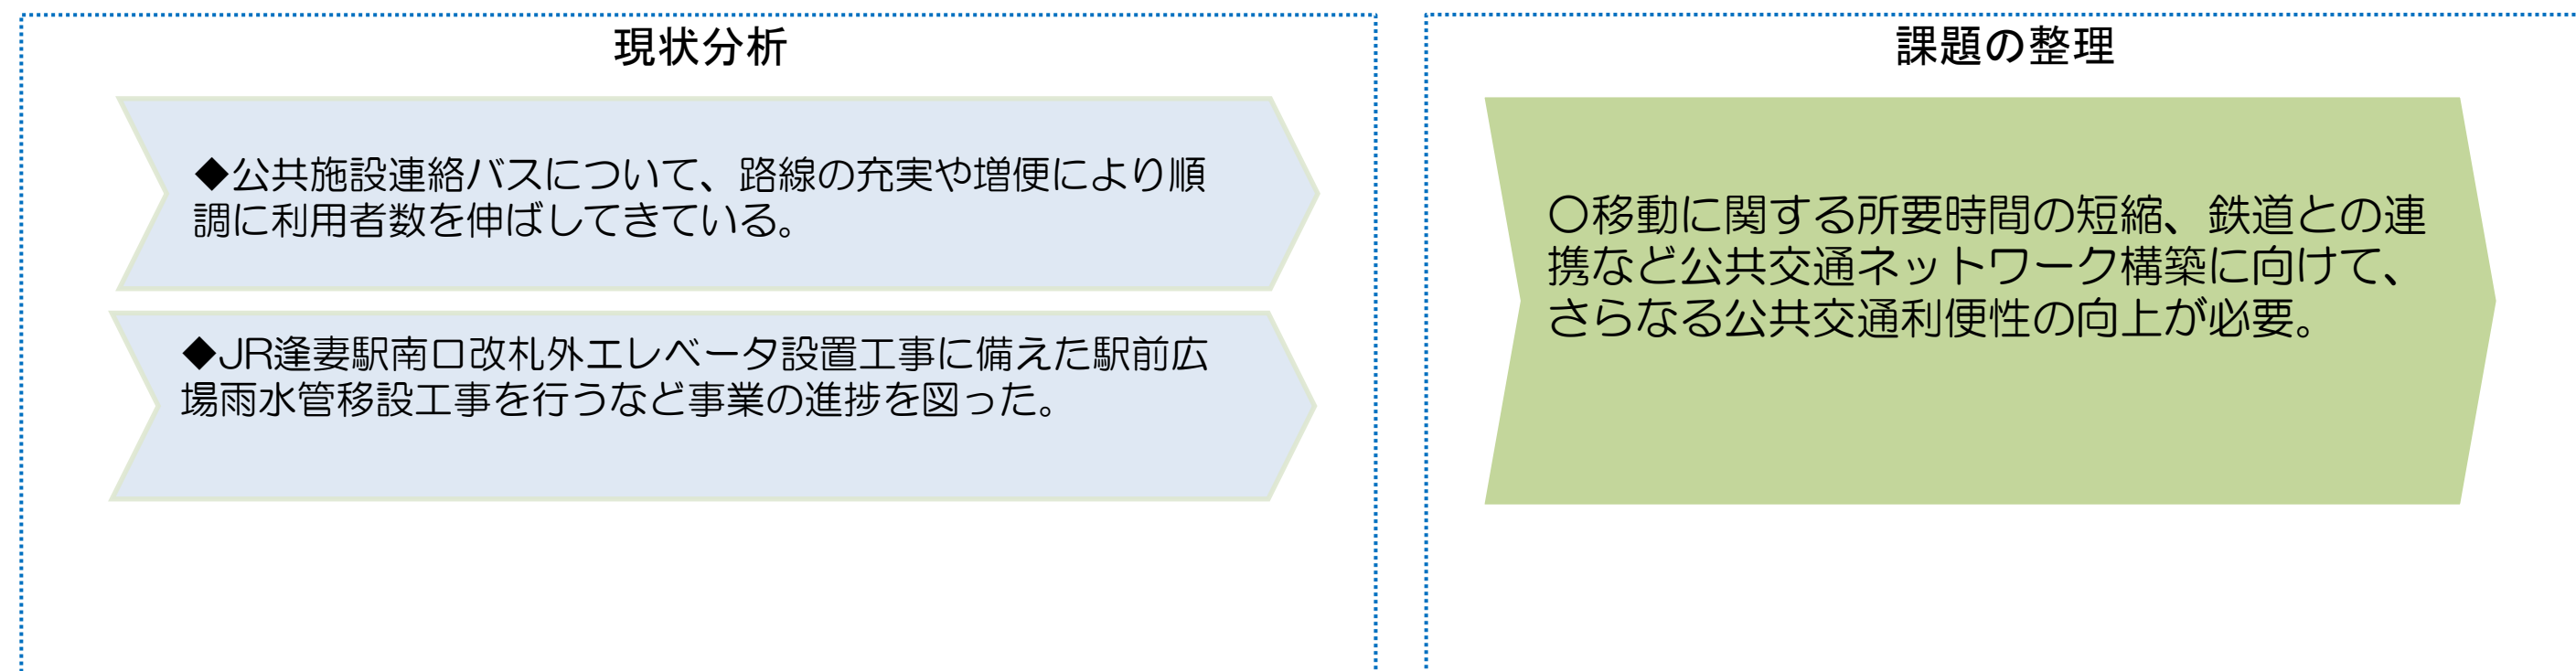 現状分析
◆公共施設連絡バスについて、路線の充実や増便により順
調に利用者数を伸ばしてきている。
◆JR逢妻駅南口改札外エレベータ設置工事に備えた駅前広
場雨水管移設工事を行うなど事業の進捗を図った。
課題の整理
〇移動に関する所要時間の短縮、鉄道との連
携など公共交通ネットワーク構築に向けて、
さらなる公共交通利便性の向上が必要。